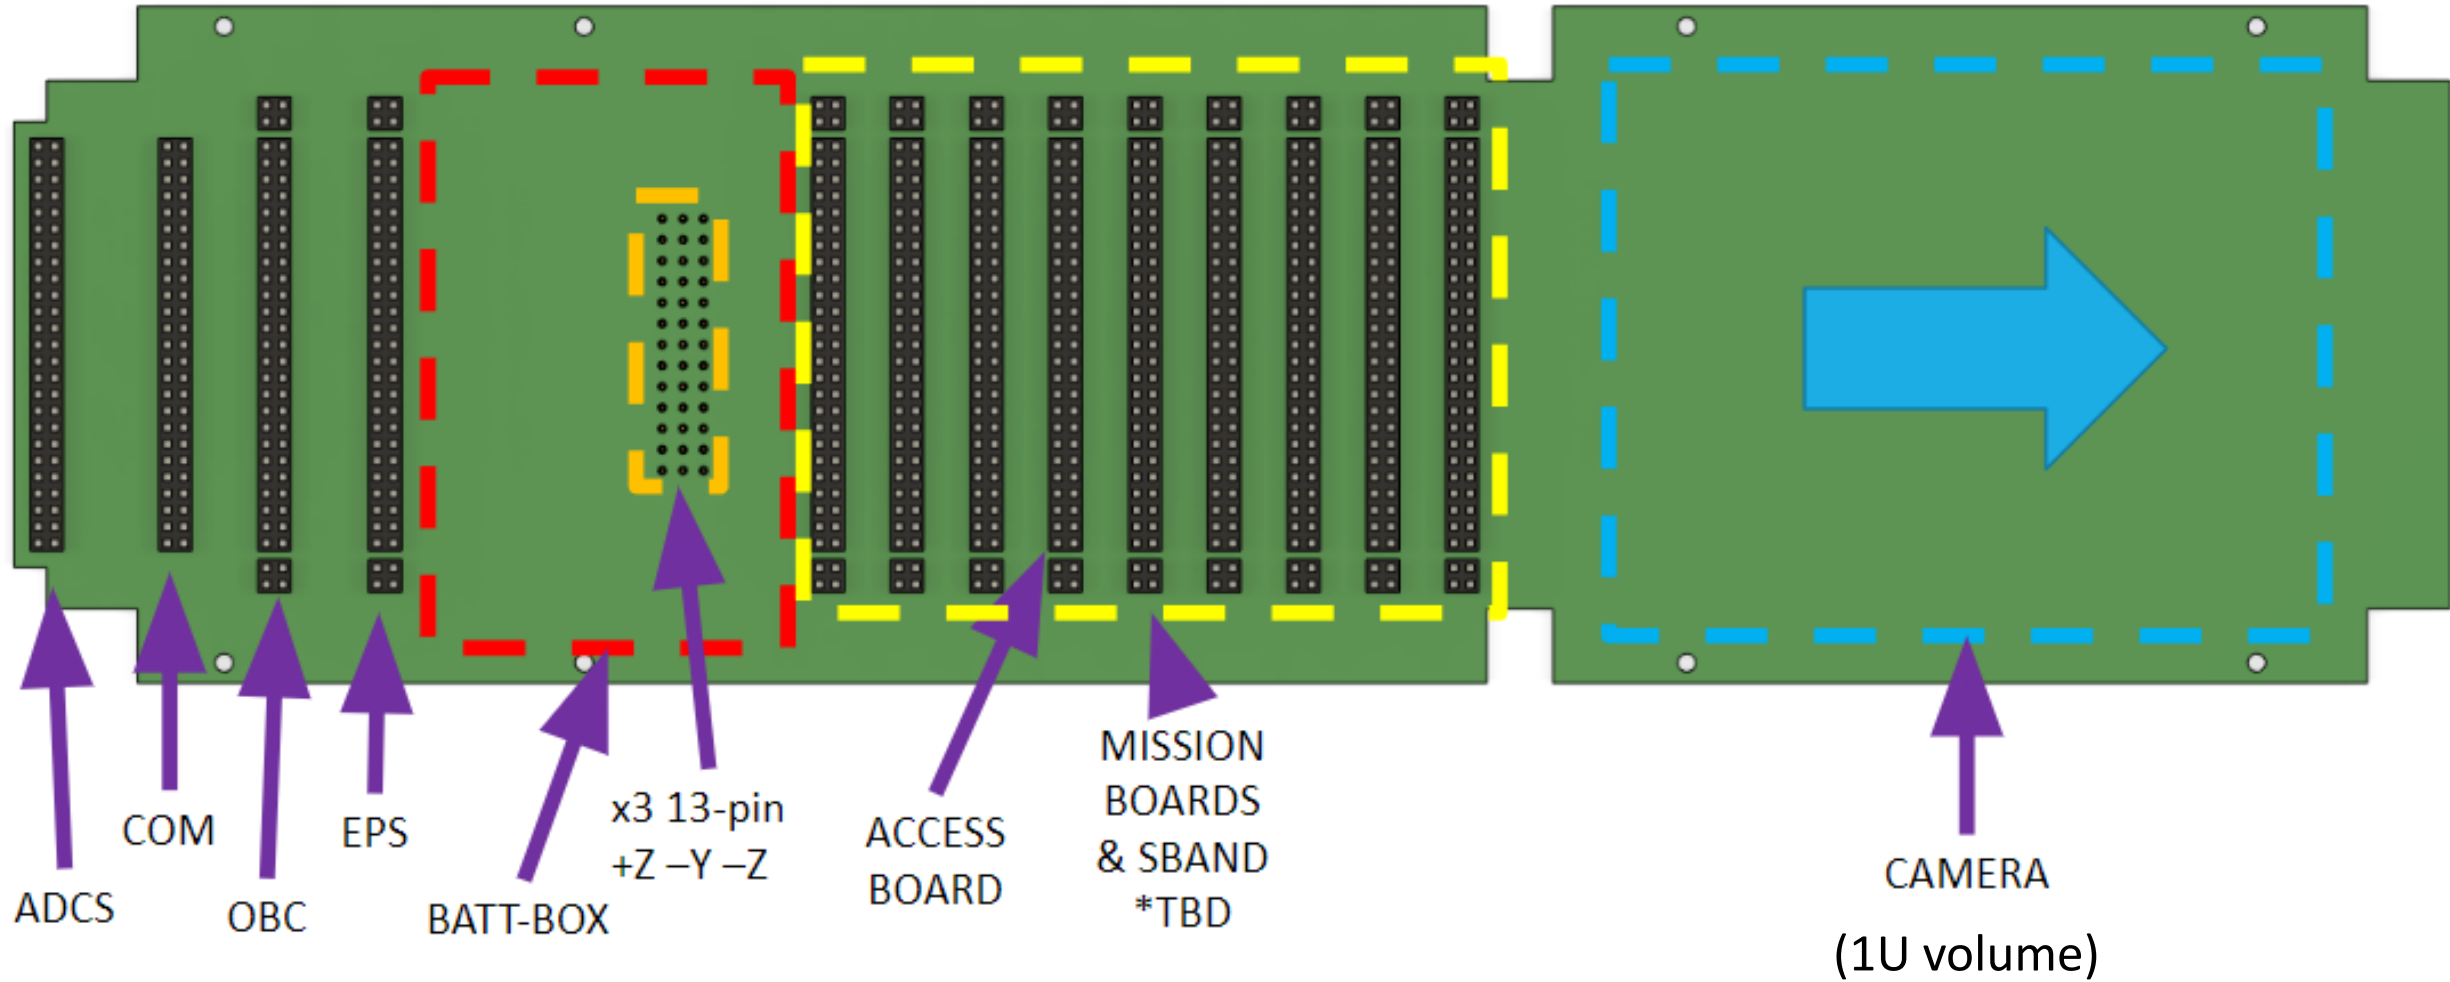 ADCS
COM
OBC
EPS
BATT-BOX
x3 13-pin
+Z –Y –Z
ACCESS
BOARD
MISSION
BOARDS
& SBAND
*TBD
CAMERA
(1U volume)